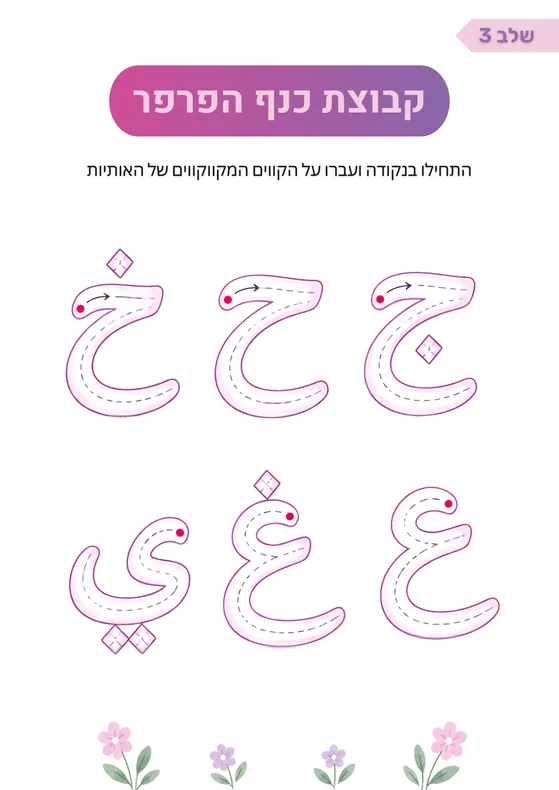 שלב 3
קבוצת כנף הפרפר
התחילו בנקודה ועברו על הקווים המקווקווים של האותיות
ج ح خ
ع غ ي